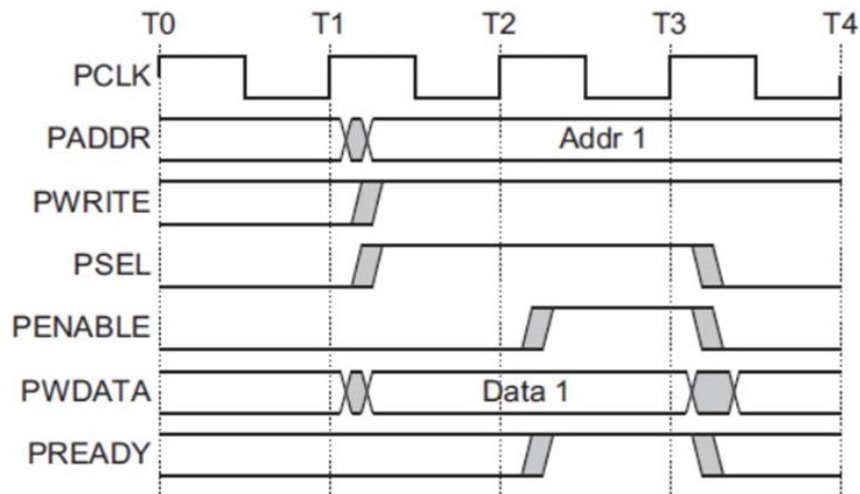 T0 T1 T2 T3 T4
PCLK
PADDR Addr 1
PWRITE
PSEL
PENABLE
PWDATA Data 1
PREADY